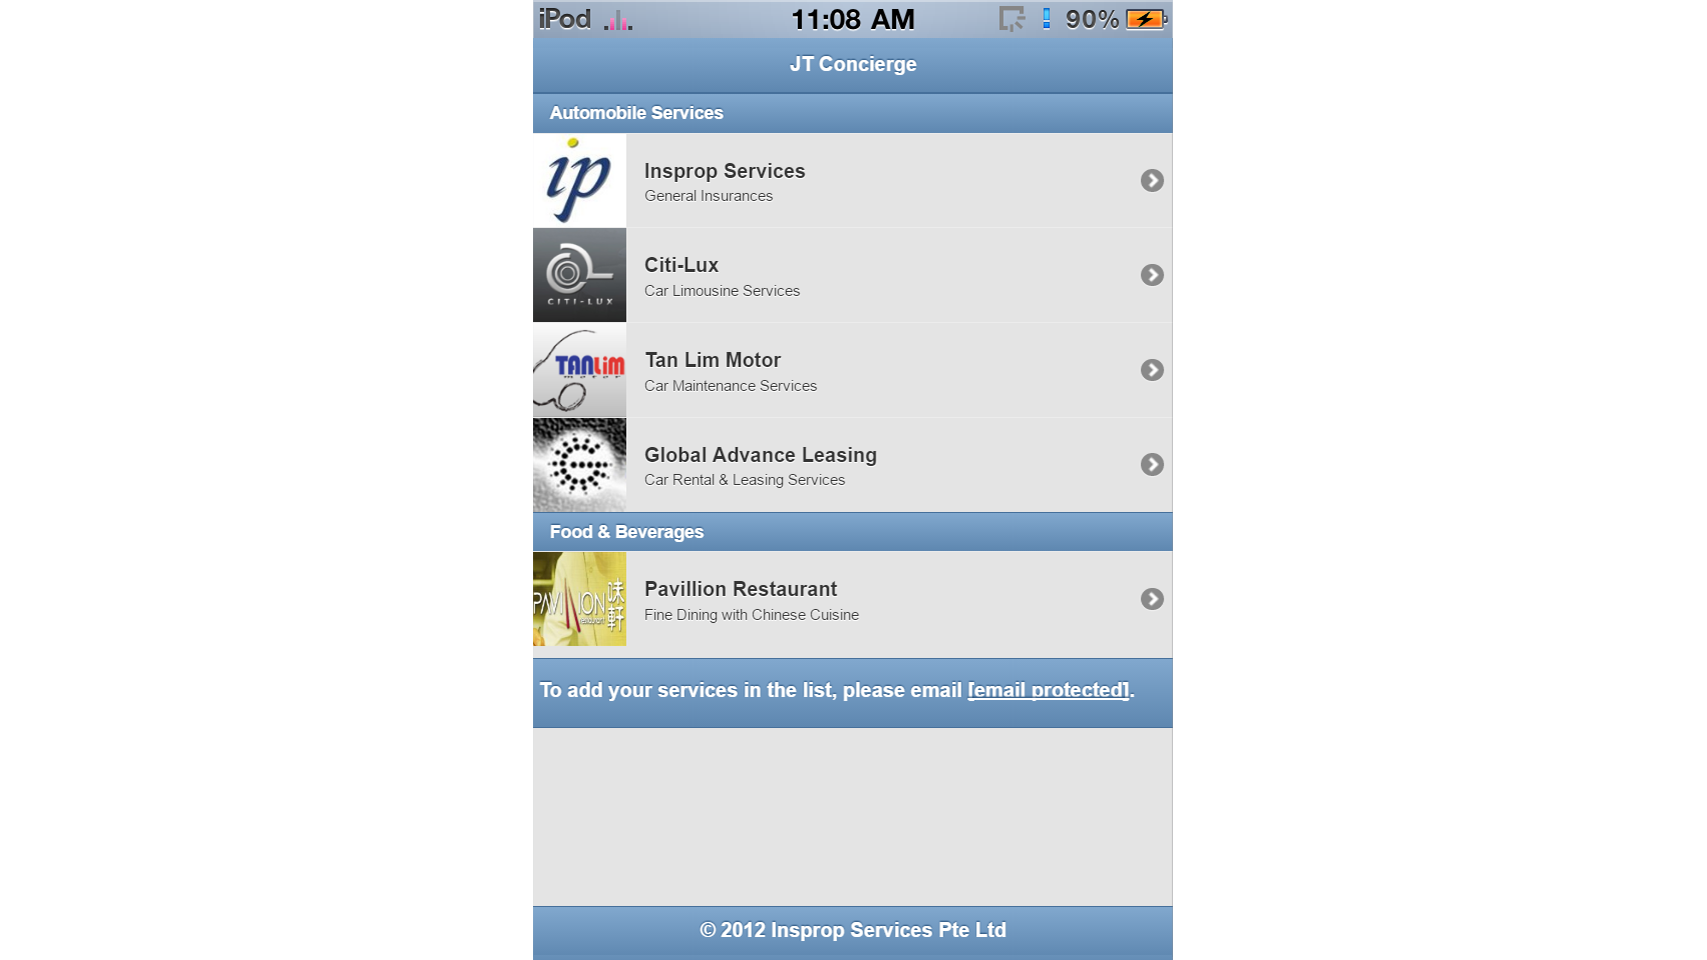 iPod 11:08 AM 90%
JT Concierge
Automobile Services
ip
Insprop Services
General Insurances
CITI-LUX
Citi-Lux
Car Limousine Services
TANLiM
motor
Tan Lim Motor
Car Maintenance Services
Global Advance Leasing
Car Rental & Leasing Services
Food & Beverages
PAVILLION
Restaurant
Pavillion Restaurant
Fine Dining with Chinese Cuisine
To add your services in the list, please email [email protected].
© 2012 Insprop Services Pte Ltd